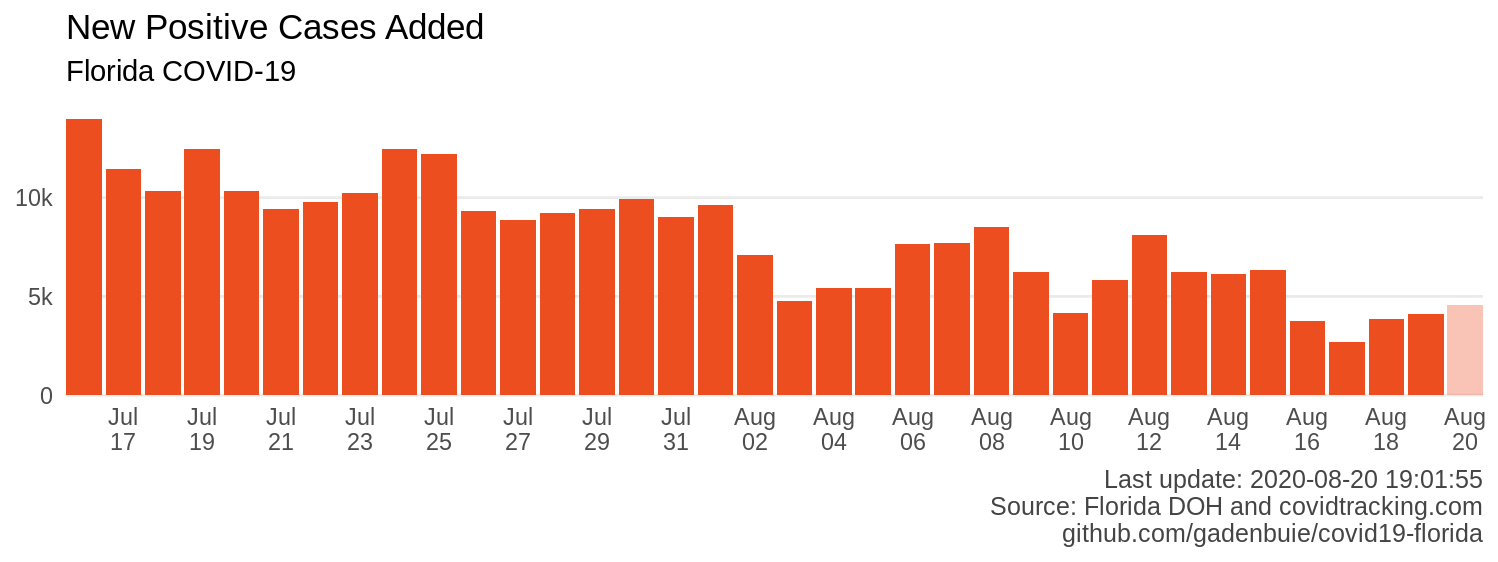 New Positive Cases Added
Florida COVID-19
10k
5k
0
Jul Jul Jul Jul Jul Jul Jul Jul Aug Aug Aug Aug Aug Aug Aug Aug Aug Aug
17 19 21 23 25 27 29 31 02 04 06 08 10 12 14 16 18 20
Last update: 2020-08-20 19:01:55
Source: Florida DOH and covidtracking.com
github.com/gadenbuie/covid19-florida